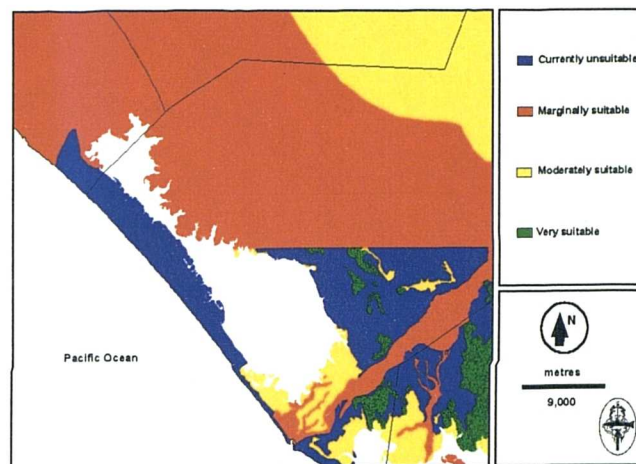 Currently unsuitable
Marginally suitable
Moderately suitable
Very suitable
Pacific Ocean
N
metres
9,000